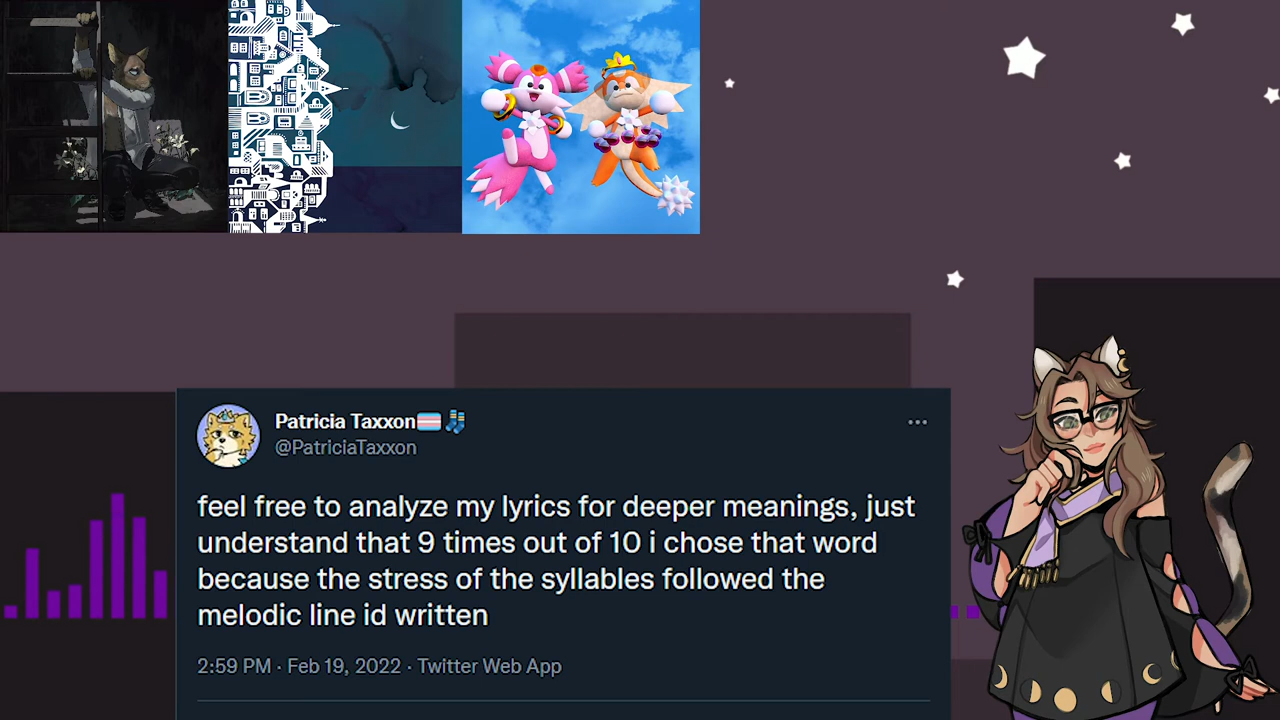 Patricia Taxxon🏳️‍⚧️🧦
@PatriciaTaxxon
feel free to analyze my lyrics for deeper meanings, just
understand that 9 times out of 10 i chose that word
because the stress of the syllables followed the
melodic line id written
2:59 PM · Feb 19, 2022 · Twitter Web App